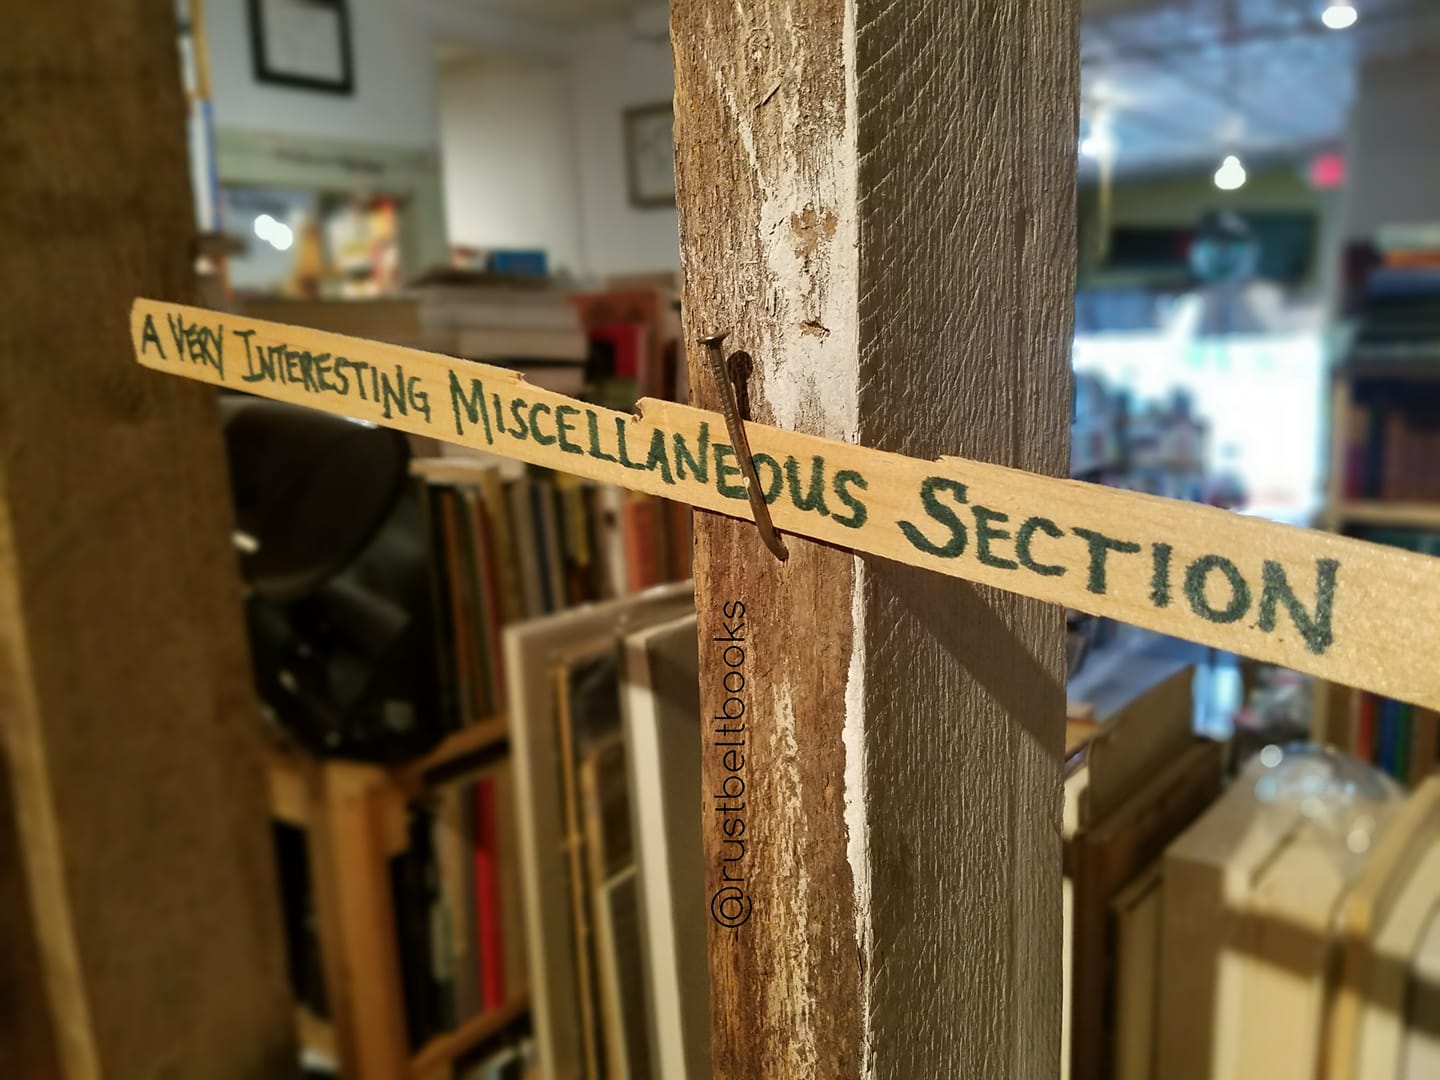 A VERY INTERESTING MISCELLANEOUS SECTION
@rustbeltbooks